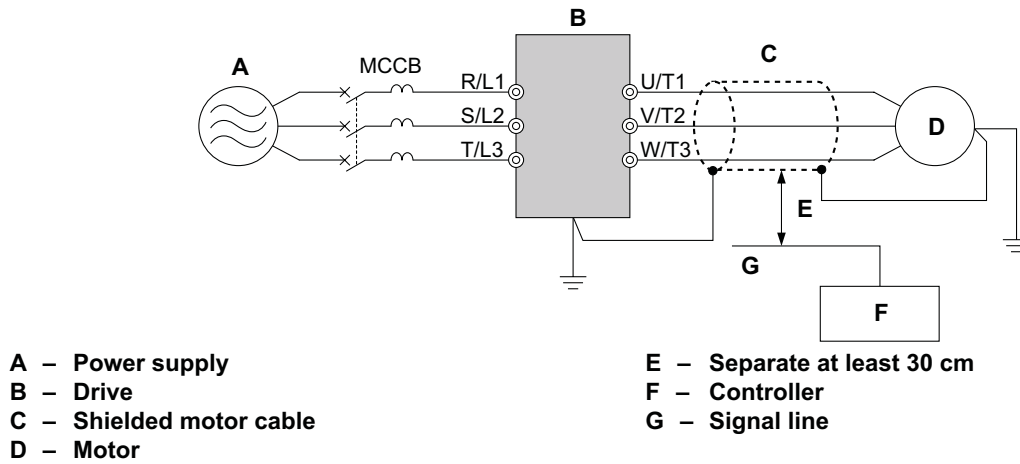 B
A
MCCB
C
R/L1
U/T1
S/L2
V/T2
D
T/L3
W/T3
E
G
F
A – Power supply
B – Drive
C – Shielded motor cable
D – Motor
E – Separate at least 30 cm
F – Controller
G – Signal line